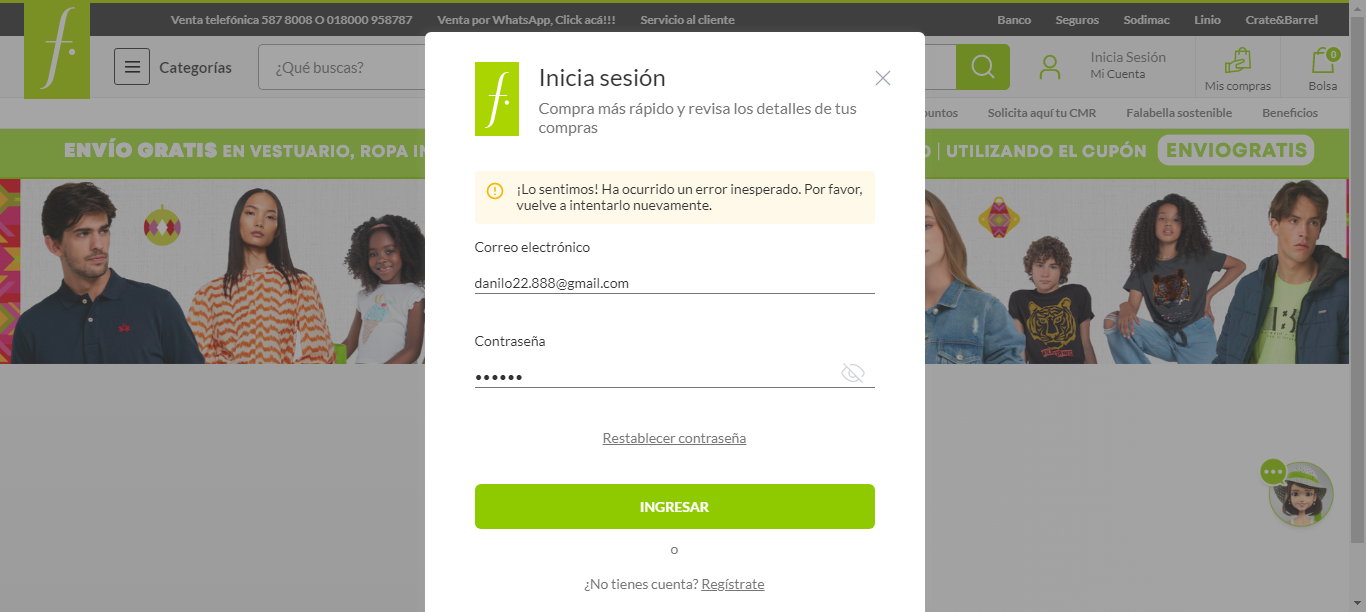 Venta telefónica 587 8008 O 018000 958787 Venta por WhatsApp, Click acá!!! Servicio al cliente Banco Seguros Sodimac Linio Crate&Barrel
f.
Categorías
¿Qué buscas?
Inicia Sesión
Mi Cuenta
Mis compras
0
Bolsa
Solicita aquí tu CMR Falabella sostenible Beneficios
ENVÍO GRATIS EN VESTUARIO, ROPA
| UTILIZANDO EL CUPÓN ENVIOGRATIS
f.
Inicia sesión
Compra más rápido y revisa los detalles de tus
compras
¡Lo sentimos! Ha ocurrido un error inesperado. Por favor,
vuelve a intentarlo nuevamente.
Correo electrónico
danilo22.888@gmail.com
Contraseña
••••••
Restablecer contraseña
INGRESAR
o
¿No tienes cuenta? Regístrate